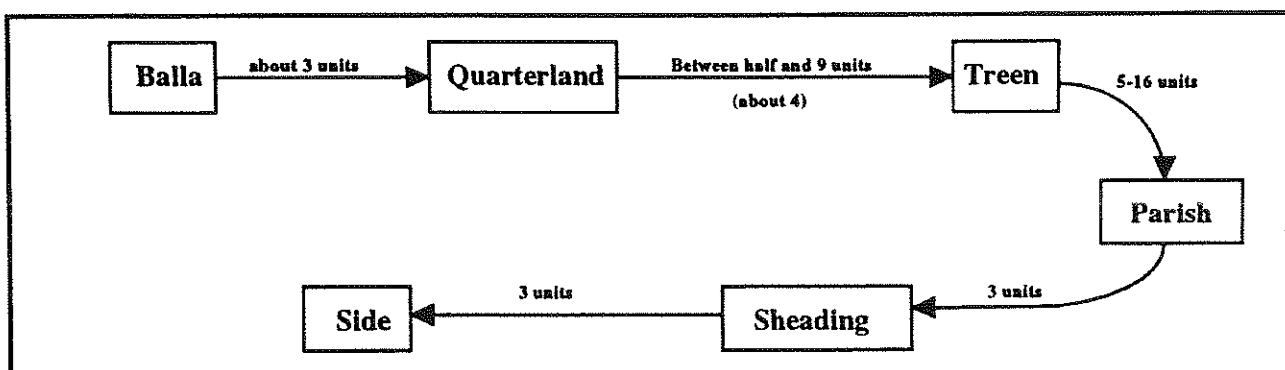 Balla
about 3 units
Quarterland
Between half and 9 units
(about 4)
Treen
5-16 units
Parish
3 units
Sheading
3 units
Side